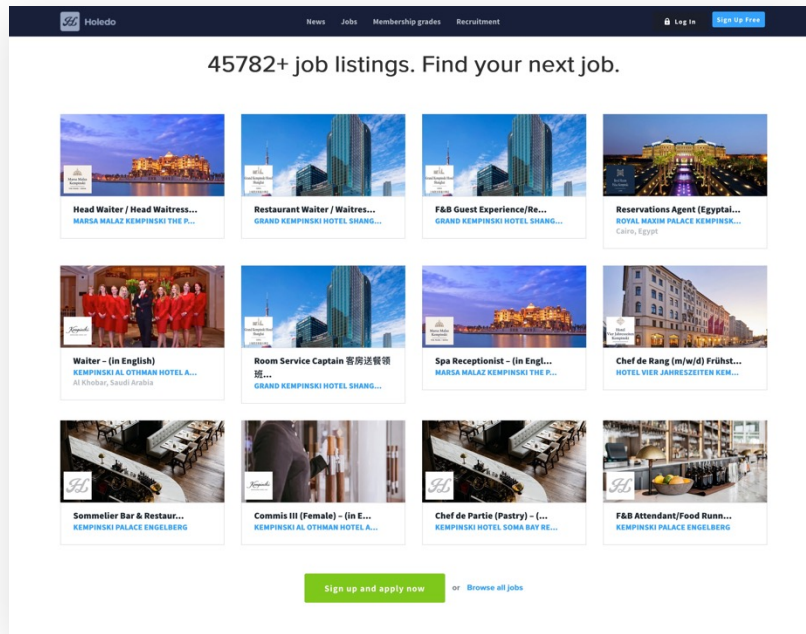 Holedo
News Jobs Membership grades Recruitment
Log In
Sign Up Free
45782+ job listings. Find your next job.
Head Waiter / Head Waitress...
MARSA MALAZ KEMPINSKI THE P...
Restaurant Waiter / Waitres...
GRAND KEMPINSKI HOTEL SHANG...
F&B Guest Experience/Re...
GRAND KEMPINSKI HOTEL SHANG...
Reservations Agent (Egyptai...
ROYAL MAXIM PALACE KEMPINSK...
Cairo, Egypt
Waiter – (in English)
KEMPINSKI AL OTHMAN HOTEL A...
Al Khobar, Saudi Arabia
Room Service Captain 客房送餐领
班...
GRAND KEMPINSKI HOTEL SHANG...
Spa Receptionist – (in Engl...
MARSA MALAZ KEMPINSKI THE P...
Chef de Rang (m/w/d) Frühst...
HOTEL VIER JAHRESZEITEN KEM...
Sommelier Bar & Restaur...
KEMPINSKI PALACE ENGELBERG
Commis III (Female) – (in E...
KEMPINSKI AL OTHMAN HOTEL A...
Chef de Partie (Pastry) – (...
KEMPINSKI HOTEL SOMA BAY RE...
F&B Attendant/Food Runn...
KEMPINSKI PALACE ENGELBERG
Sign up and apply now
or Browse all jobs